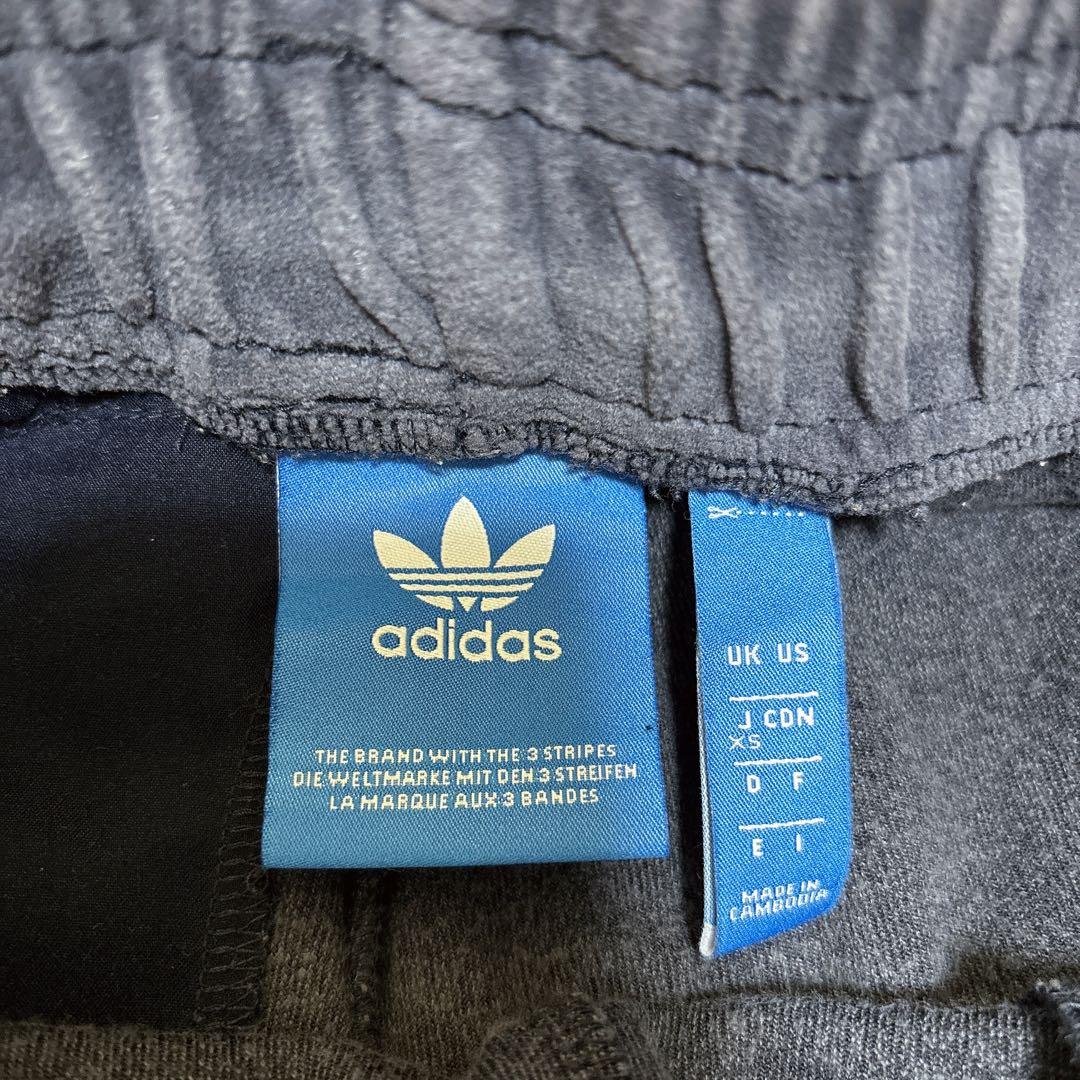 adidas
THE BRAND WITH THE 3 STRIPES
DIE WELTMARKE MIT DEN 3 STREIFEN
LA MARQUE AUX 3 BANDES
UK US
J CDN
XS
D F
E I
MADE IN
CAMBODIA